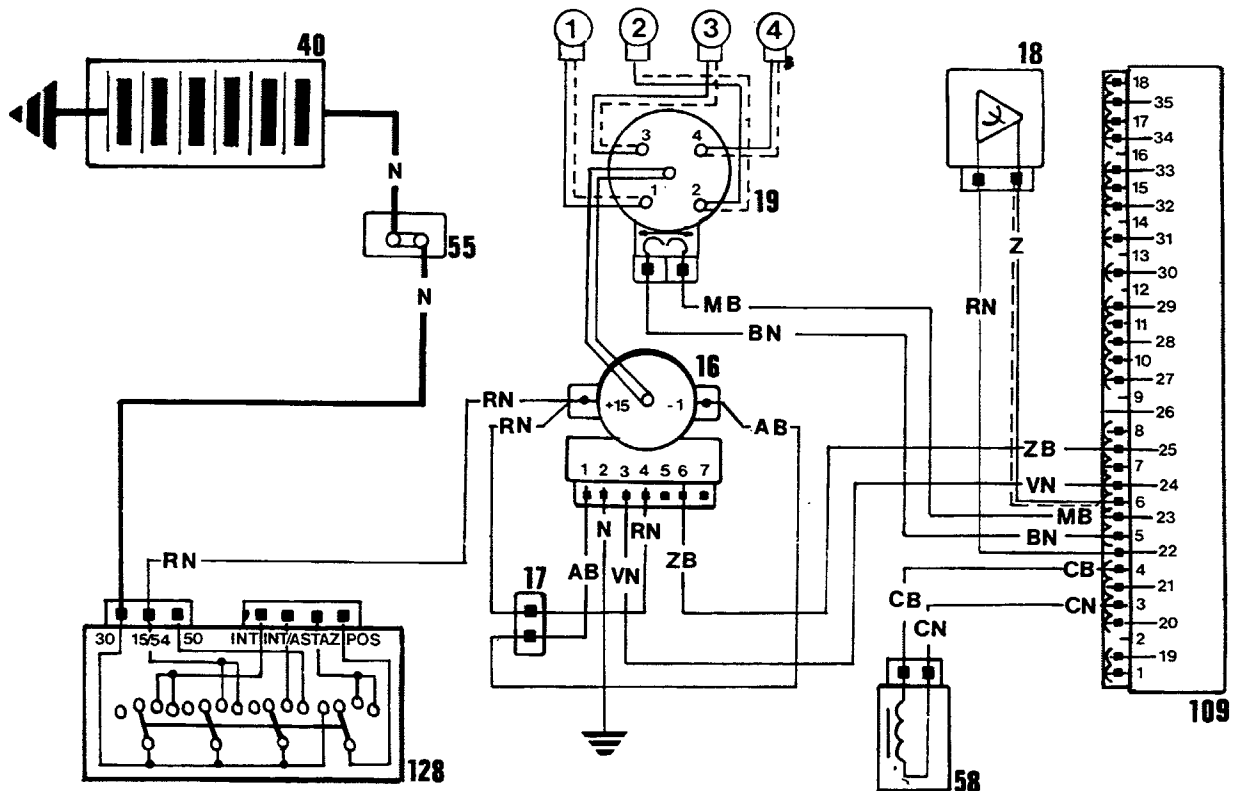 40
1 2 3 4
18
N
55
N
3 4
1 2
19
MB
BN
Z
RN
16
+15 -1
RN
RN
AB
1 2 3 4 5 6 7
N
RN
AB
VN
ZB
17
RN
ZB
VN
MB
BN
CB
CN
CB
CN
18
35
17
34
16
33
15
32
14
31
13
30
12
29
11
28
10
27
9
26
8
25
7
24
6
23
5
22
4
21
3
20
2
19
1
109
30 15/54 50 INT INT/A STAZ POS
128
58